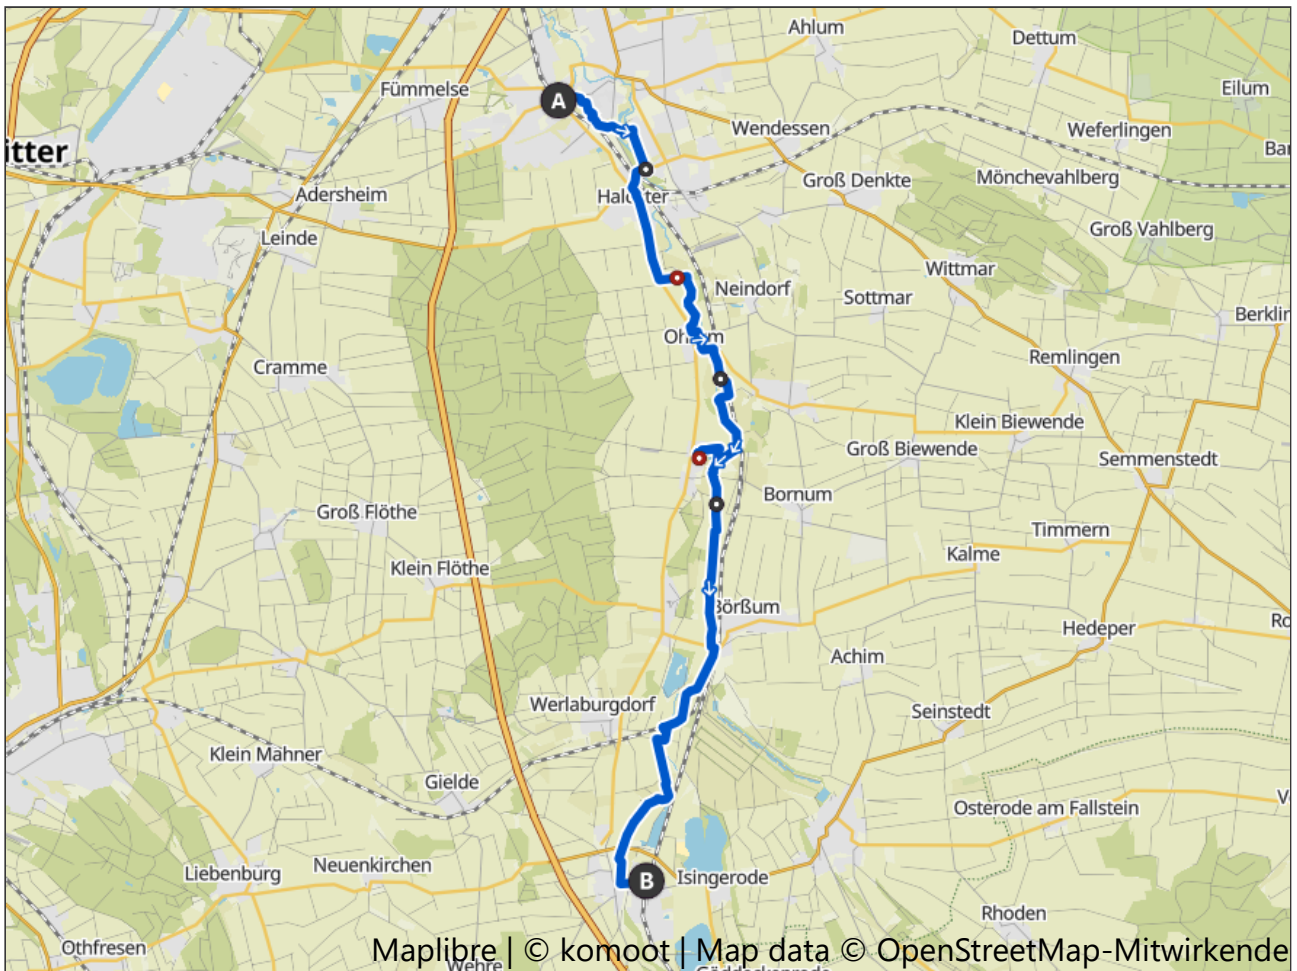 Ahlum
Dettum
Fümmelse
Eilum
A
Wendessen
Weferlingen
itter
Groß Denkte
Mönchevahlberg
Adersheim
Leinde
Groß Vahlberg
Wittmar
Neindorf
Sottmar
Remlingen
Cramme
Klein Biewende
Groß Biewende
Semmenstedt
Bornum
Groß Flöthe
Timmern
Kalme
Klein Flöthe
Börßum
Hedeper
Achim
Werlaburgdorf
Seinstedt
Klein Mahner
Gielde
Osterode am Fallstein
Neuenkirchen
Liebenburg
B
Isingerode
Rhoden
Othfresen
Maplibre | © komoot | Map data © OpenStreetMap-Mitwirkende